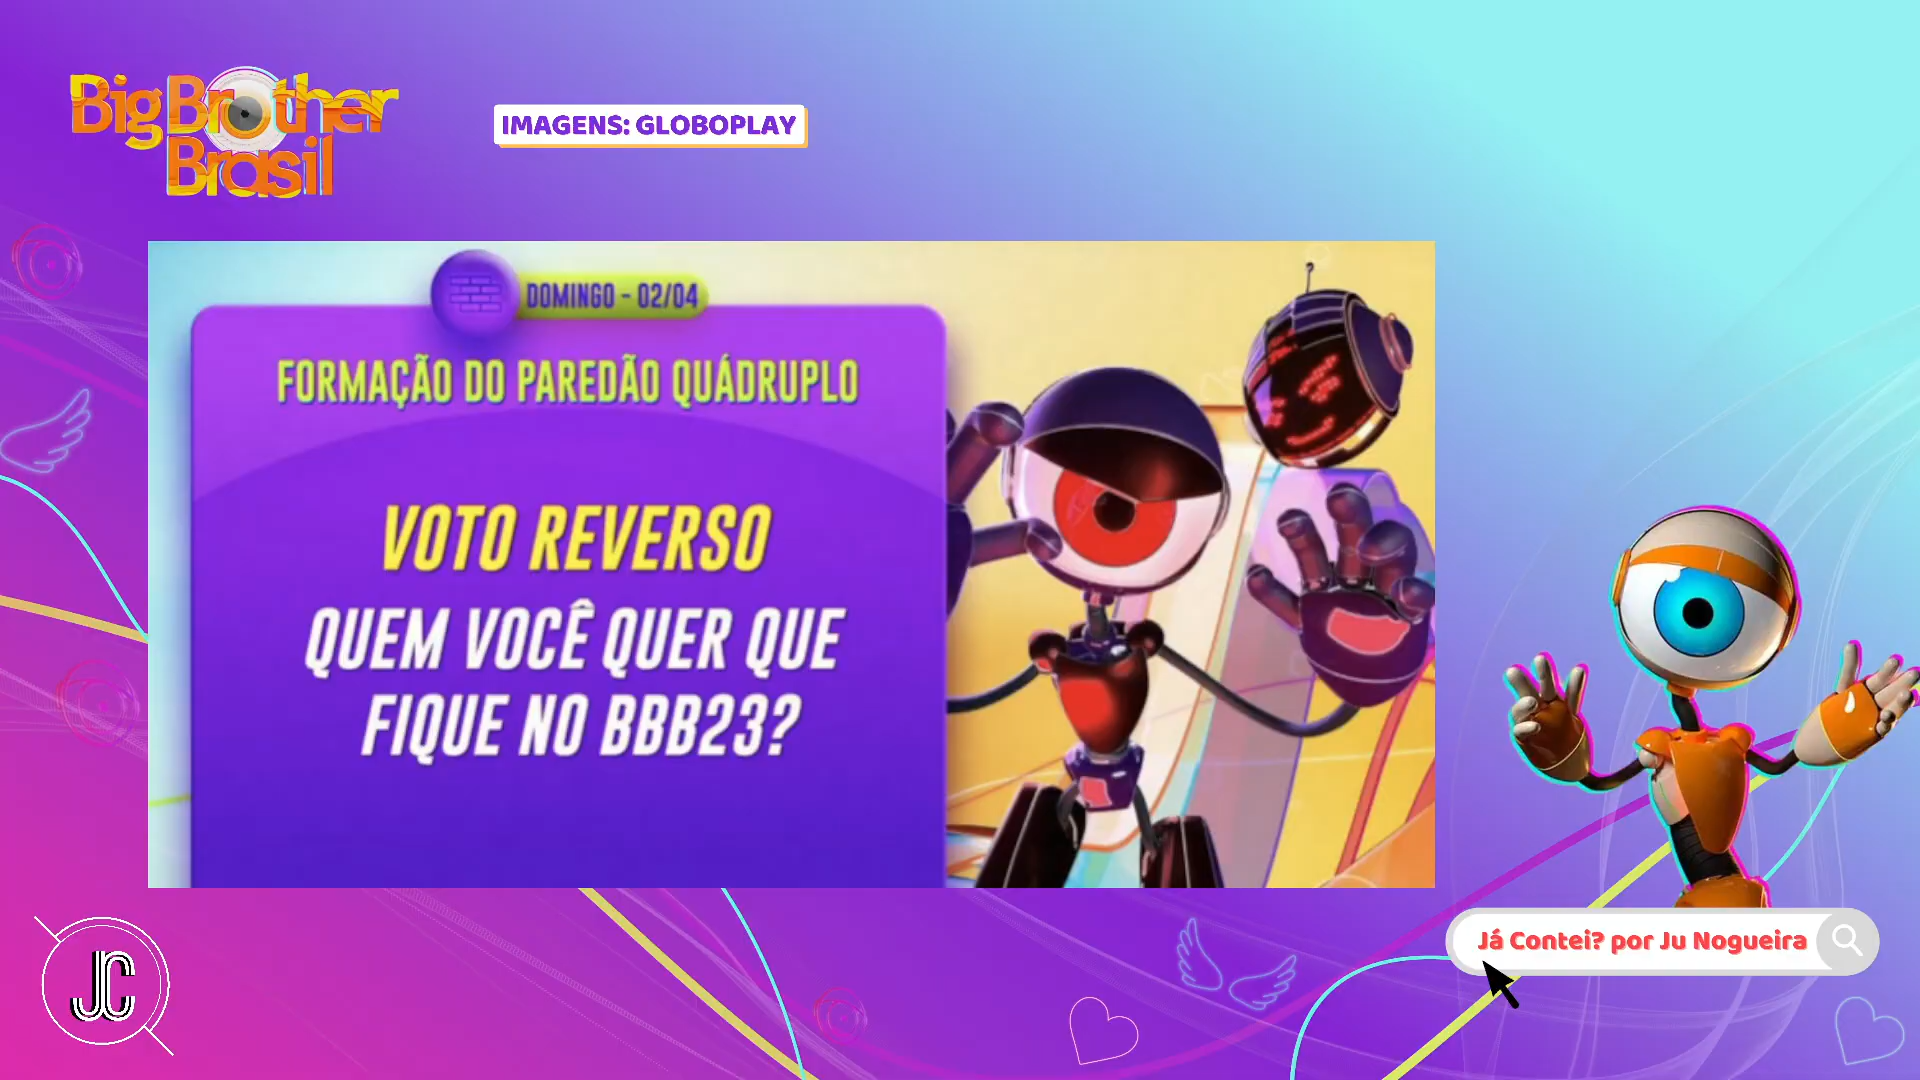 Big Brother
Brasil
IMAGENS: GLOBOPLAY
DOMINGO - 02/04
FORMAÇÃO DO PAREDÃO QUÁDRUPLO
VOTO REVERSO
QUEM VOCÊ QUER QUE
FIQUE NO BBB23?
Já Contei? por Ju Nogueira
JC